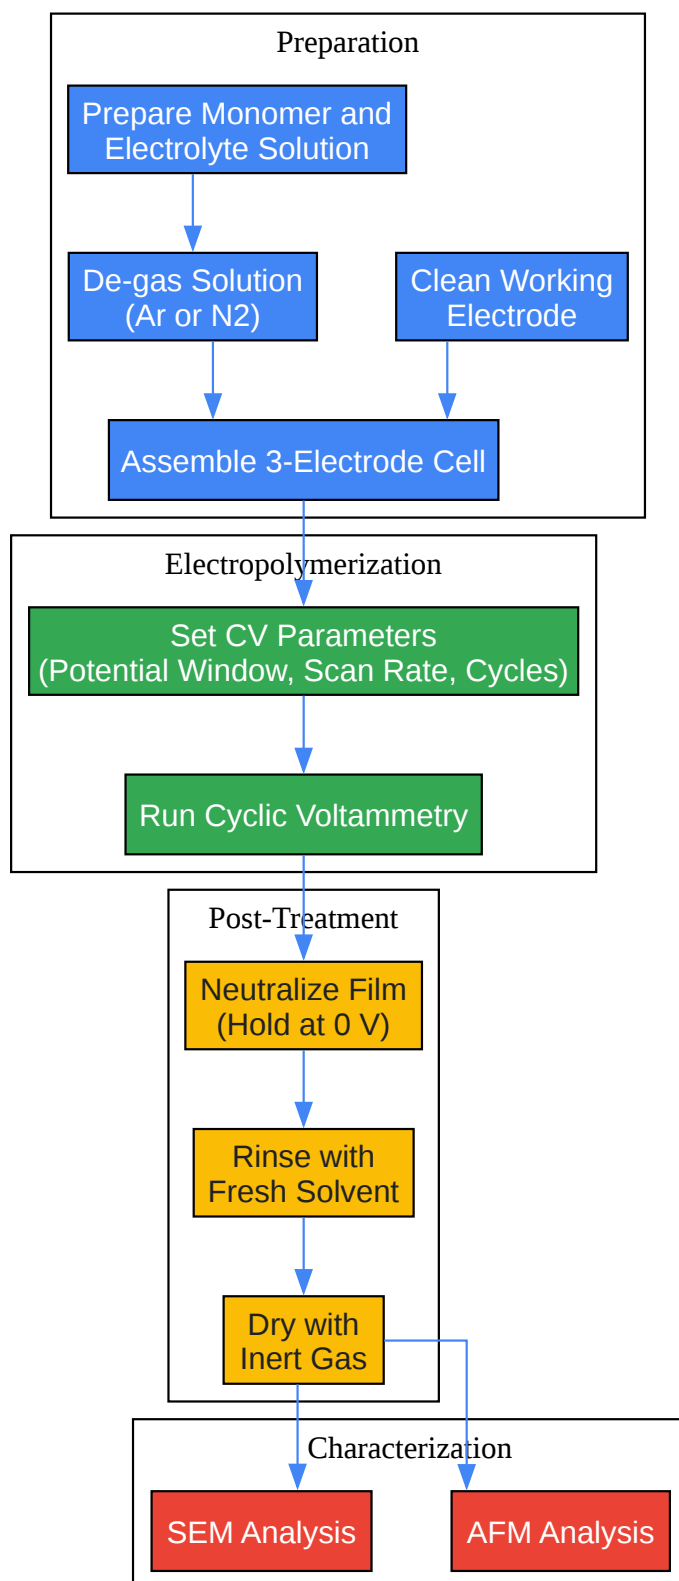 Preparation
Prepare Monomer and
Electrolyte Solution
De-gas Solution
(Ar or N2)
Clean Working
Electrode
Assemble 3-Electrode Cell
Electropolymerization
Set CV Parameters
(Potential Window, Scan Rate, Cycles)
Run Cyclic Voltammetry
Post-Treatment
Neutralize Film
(Hold at 0 V)
Rinse with
Fresh Solvent
Dry with
Inert Gas
Characterization
SEM Analysis
AFM Analysis